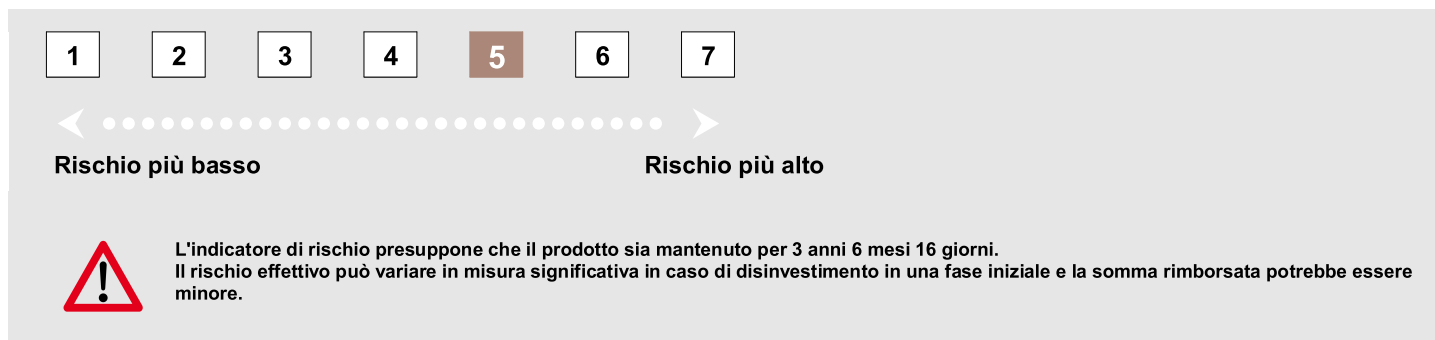 1 2 3 4 5 6 7
Rischio più basso Rischio più alto
L'indicatore di rischio presuppone che il prodotto sia mantenuto per 3 anni 6 mesi 16 giorni.
Il rischio effettivo può variare in misura significativa in caso di disinvestimento in una fase iniziale e la somma rimborsata potrebbe essere
minore.